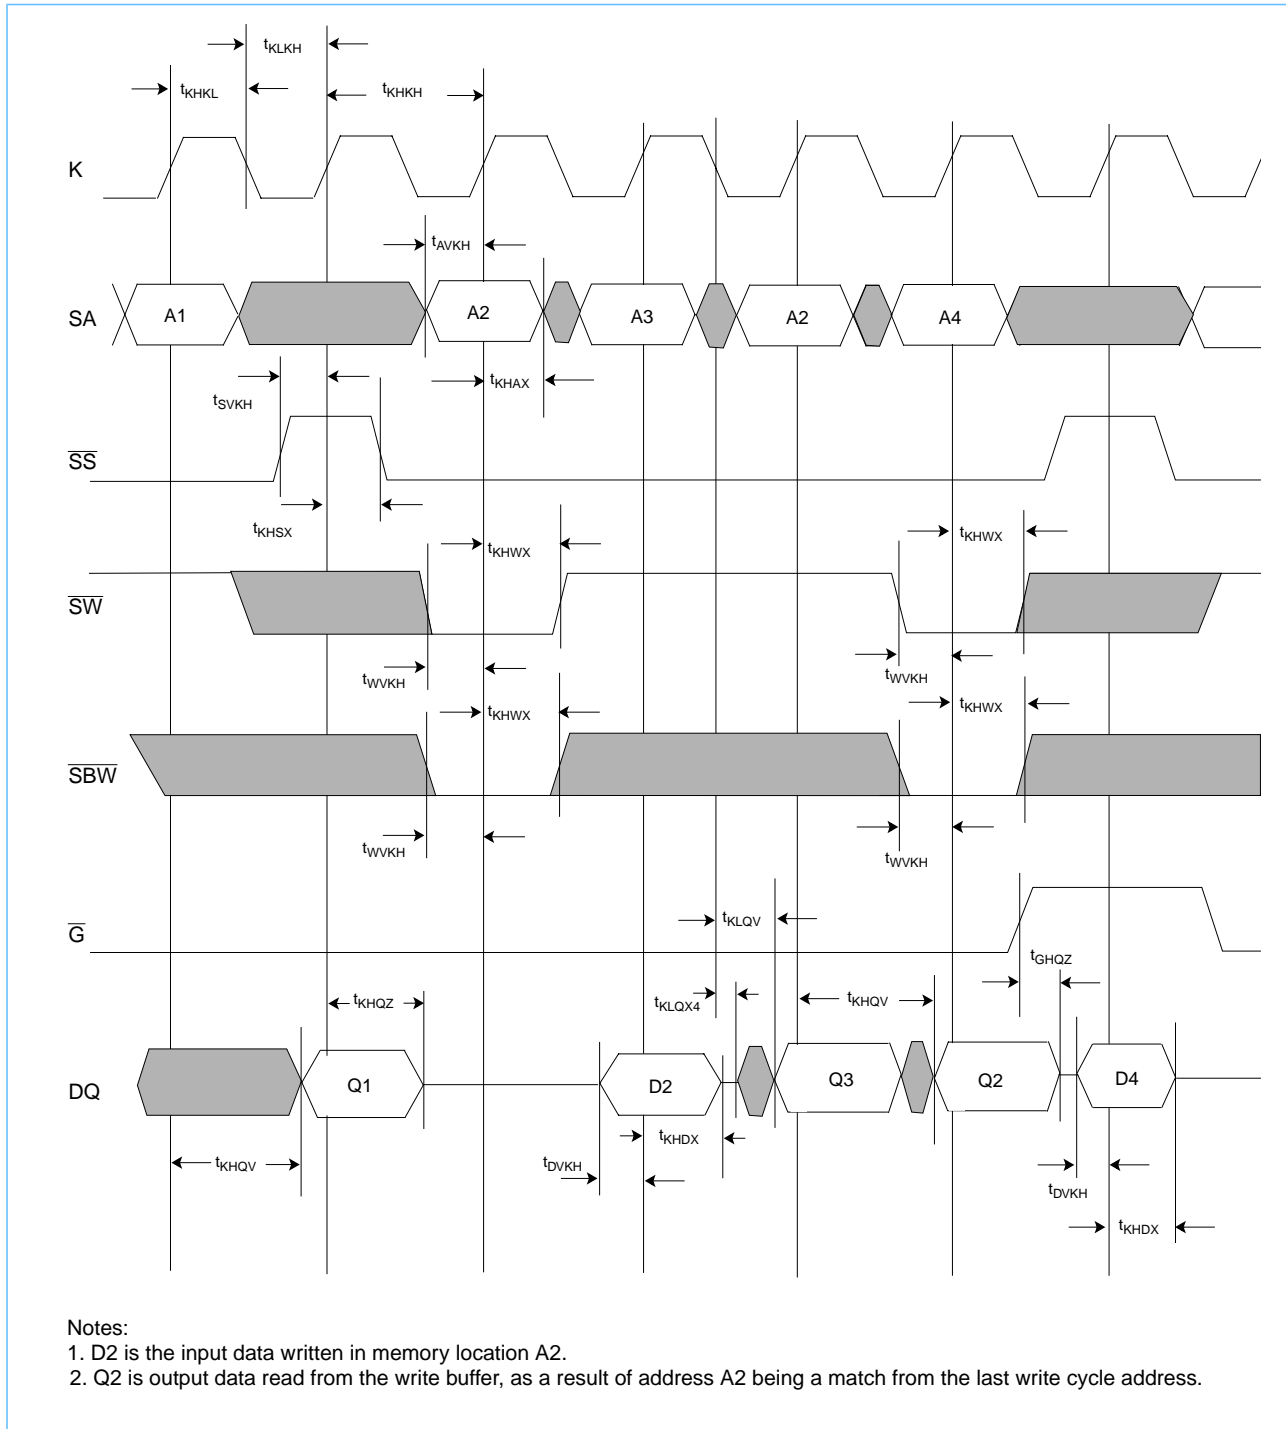 tKLKH
tKHKL
tKHKH
K
tAVKH
SA
A1
A2
A3
A2
A4
tKHAX
tSVKH
SS
tKHSX
tKHWX
tKHWX
SW
tWVKH
tWVKH
tKHWX
tKHWX
SBW
tWVKH
tWVKH
tKLQV
G
tGHQZ
tKHQZ
tKLQX4
tKHQV
DQ
Q1
D2
Q3
Q2
D4
tKHQV
tKHDX
tDVKH
tDVKH
tKHDX
Notes:
1. D2 is the input data written in memory location A2.
2. Q2 is output data read from the write buffer, as a result of address A2 being a match from the last write cycle address.